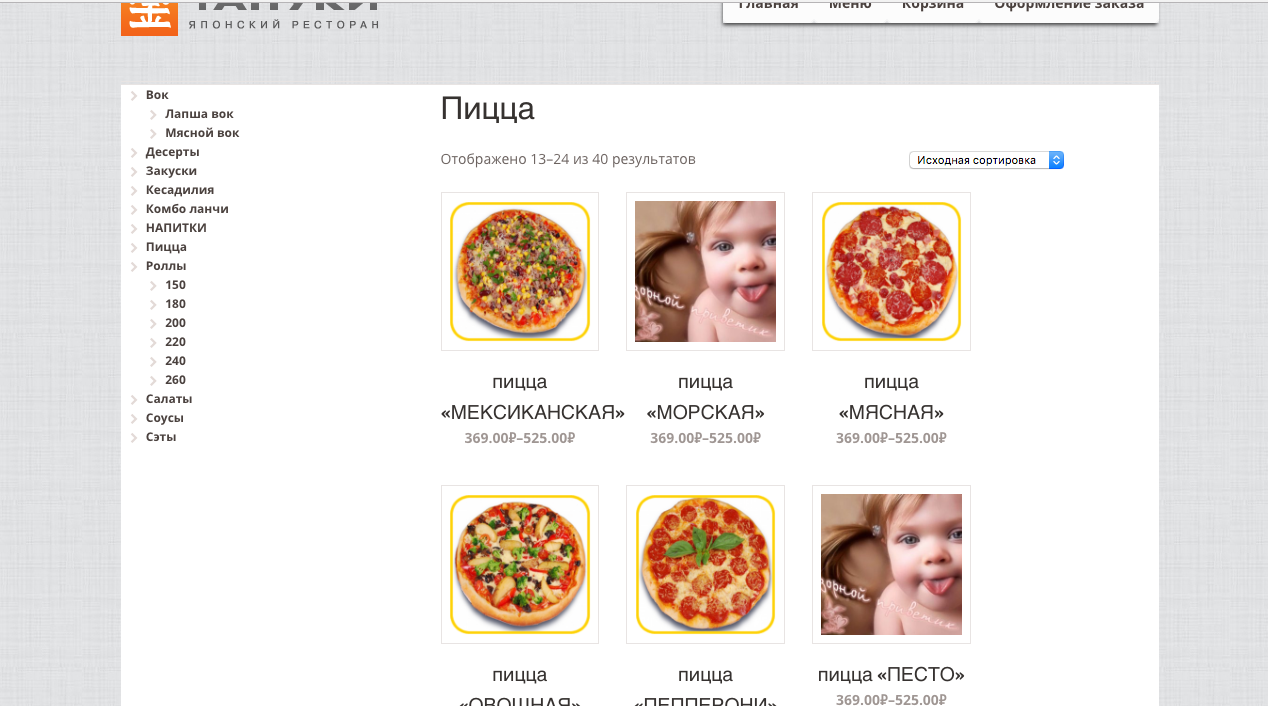 ТАНУКИ
ЯПОНСКИЙ РЕСТОРАН
Главная Меню Корзина Оформление заказа
Вок
Лапша вок
Мясной вок
Десерты
Закуски
Кесадилия
Комбо ланчи
НАПИТКИ
Пицца
Роллы
150
180
200
220
240
260
Салаты
Соусы
Сэты
Пицца
Отображено 13–24 из 40 результатов
Исходная сортировка
пицца
«МЕКСИКАНСКАЯ»
369.00₽–525.00₽
пицца
«МОРСКАЯ»
369.00₽–525.00₽
пицца
«МЯСНАЯ»
369.00₽–525.00₽
пицца
«ОВОЩНАЯ»
пицца
«ПЕППЕРОНИ»
пицца «ПЕСТО»
369.00₽–525.00₽